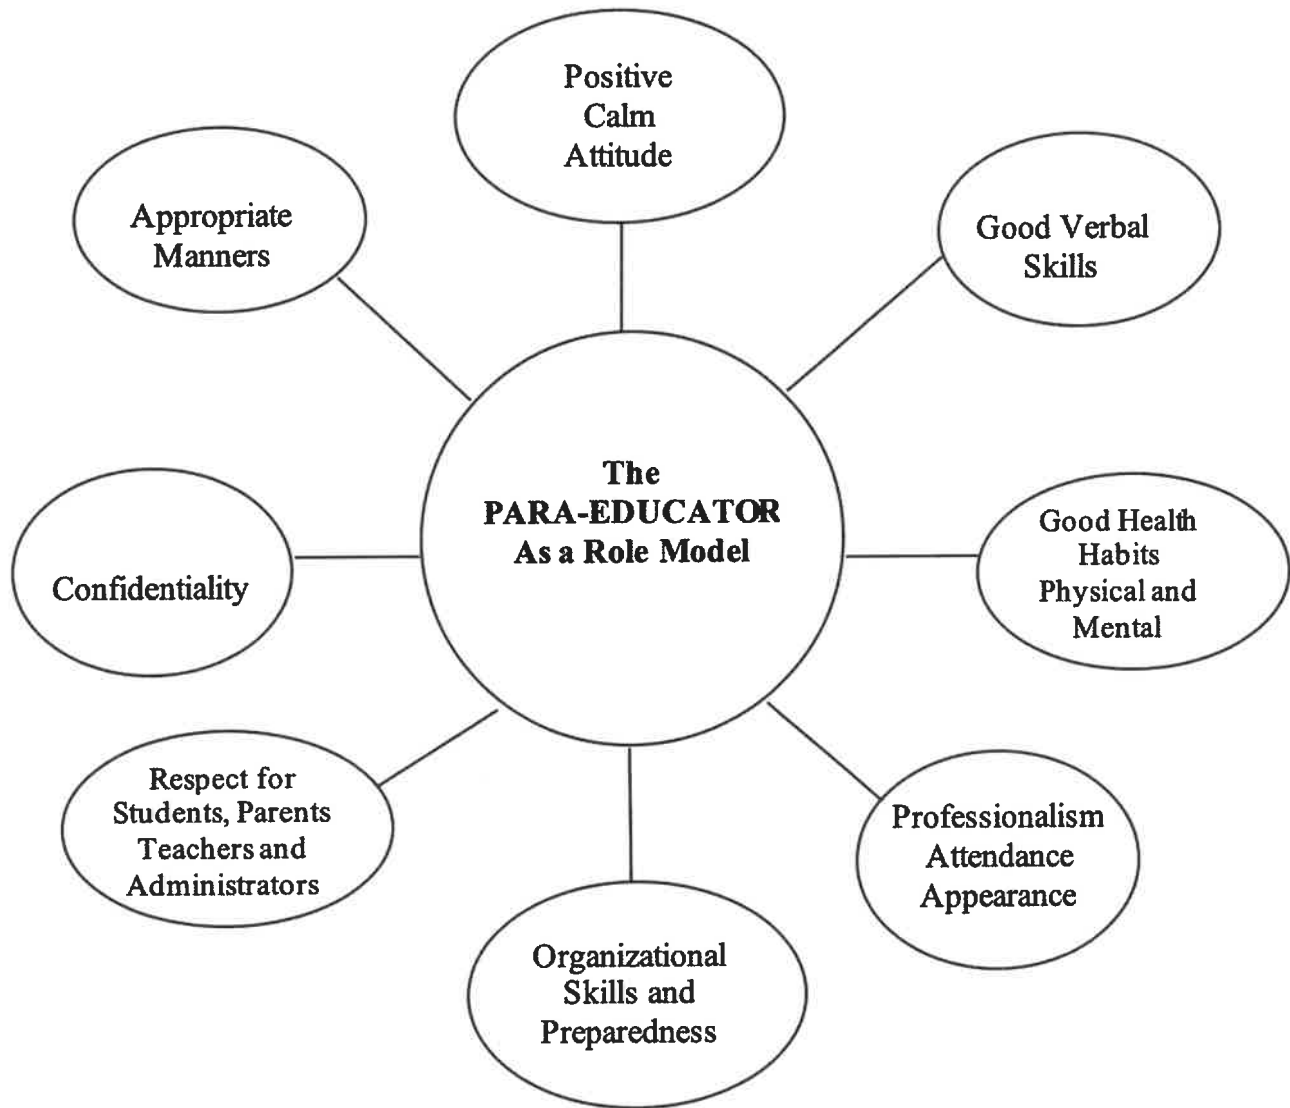 Positive
Calm
Attitude
Appropriate
Manners
Good Verbal
Skills
The
PARA-EDUCATOR
As a Role Model
Good Health
Habits
Physical and
Mental
Confidentiality
Respect for
Students, Parents
Teachers and
Administrators
Professionalism
Attendance
Appearance
Organizational
Skills and
Preparedness